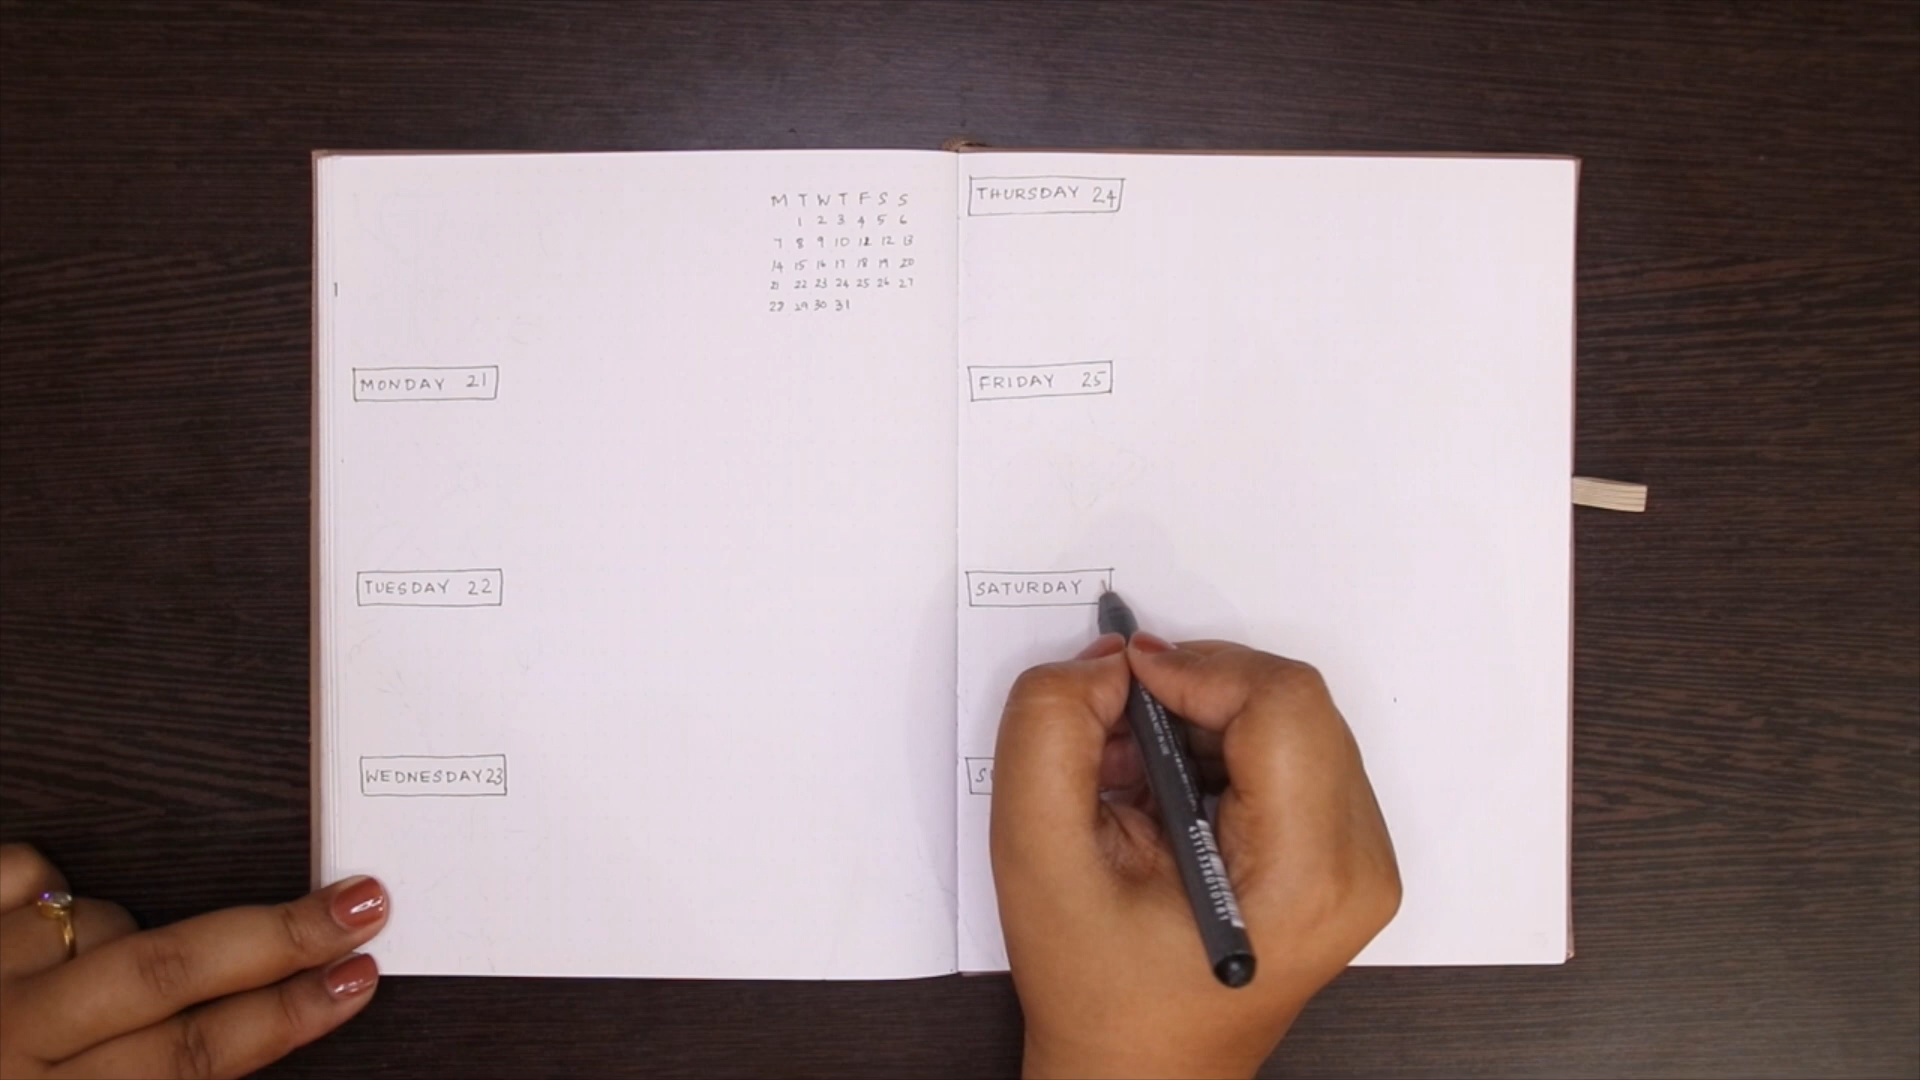 M T W T F S S
1 2 3 4 5 6
7 8 9 10 11 12 13
14 15 16 17 18 19 20
21 22 23 24 25 26 27
28 29 30 31
MONDAY 21
TUESDAY 22
WEDNESDAY 23
THURSDAY 24
FRIDAY 25
SATURDAY
4511338010181